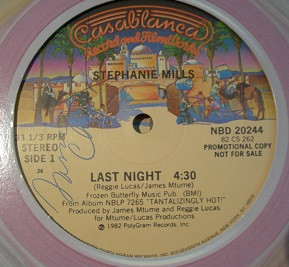 Casablanca
Record and FilmWorks
STEPHANIE MILLS
33 1/3 RPM
STEREO
SIDE 1
NBD 20244
82 CS 262
PROMOTIONAL COPY
NOT FOR SALE
LAST NIGHT 4:30
(Reggie Lucas/James Mtume)
Frozen Butterfly Music Pub. (BMI)
From Album NBLP 7265 "TANTALIZINGLY HOT!"
Produced by James Mtume and Reggie Lucas
for Mtume/Lucas Productions
℗ 1982 PolyGram Records, Inc.